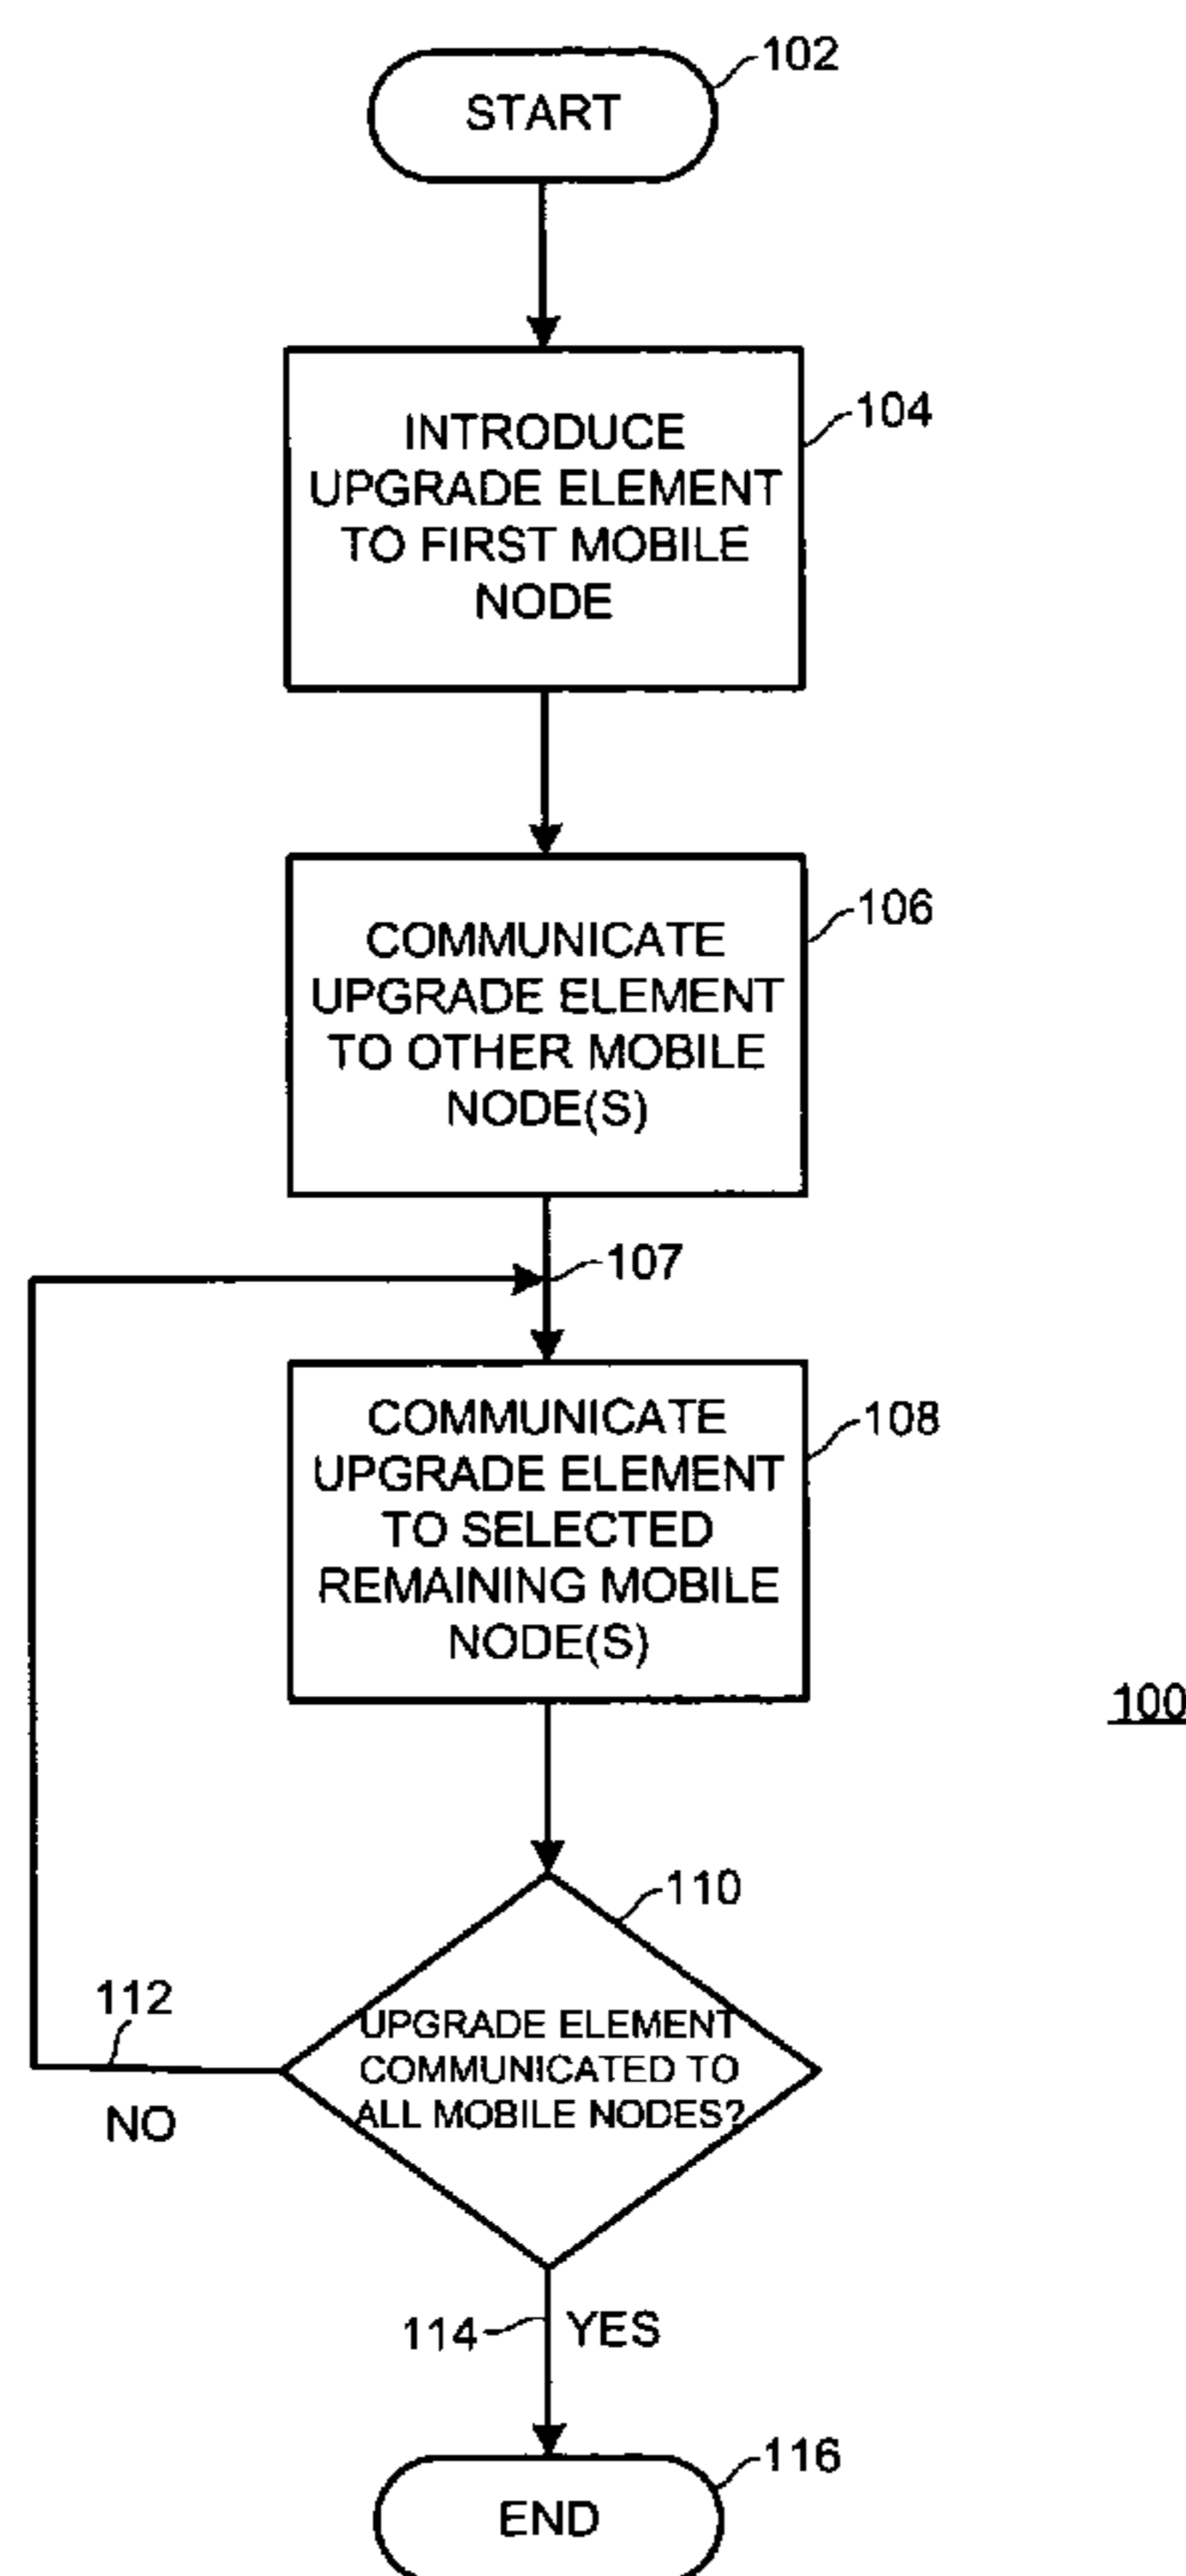 START
102
INTRODUCE
UPGRADE ELEMENT
TO FIRST MOBILE
NODE
104
COMMUNICATE
UPGRADE ELEMENT
TO OTHER MOBILE
NODE(S)
106
107
COMMUNICATE
UPGRADE ELEMENT
TO SELECTED
REMAINING MOBILE
NODE(S)
108
100
110
UPGRADE ELEMENT
COMMUNICATED TO
ALL MOBILE NODES?
112
NO
114
YES
116
END